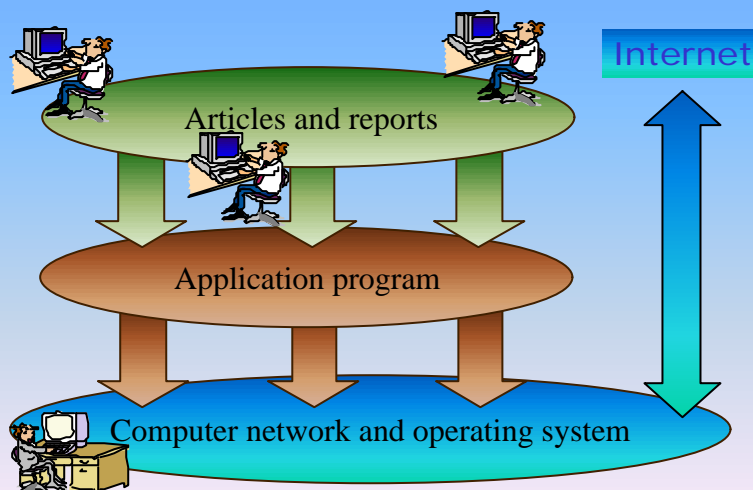 Internet
Articles and reports
Application program
Computer network and operating system